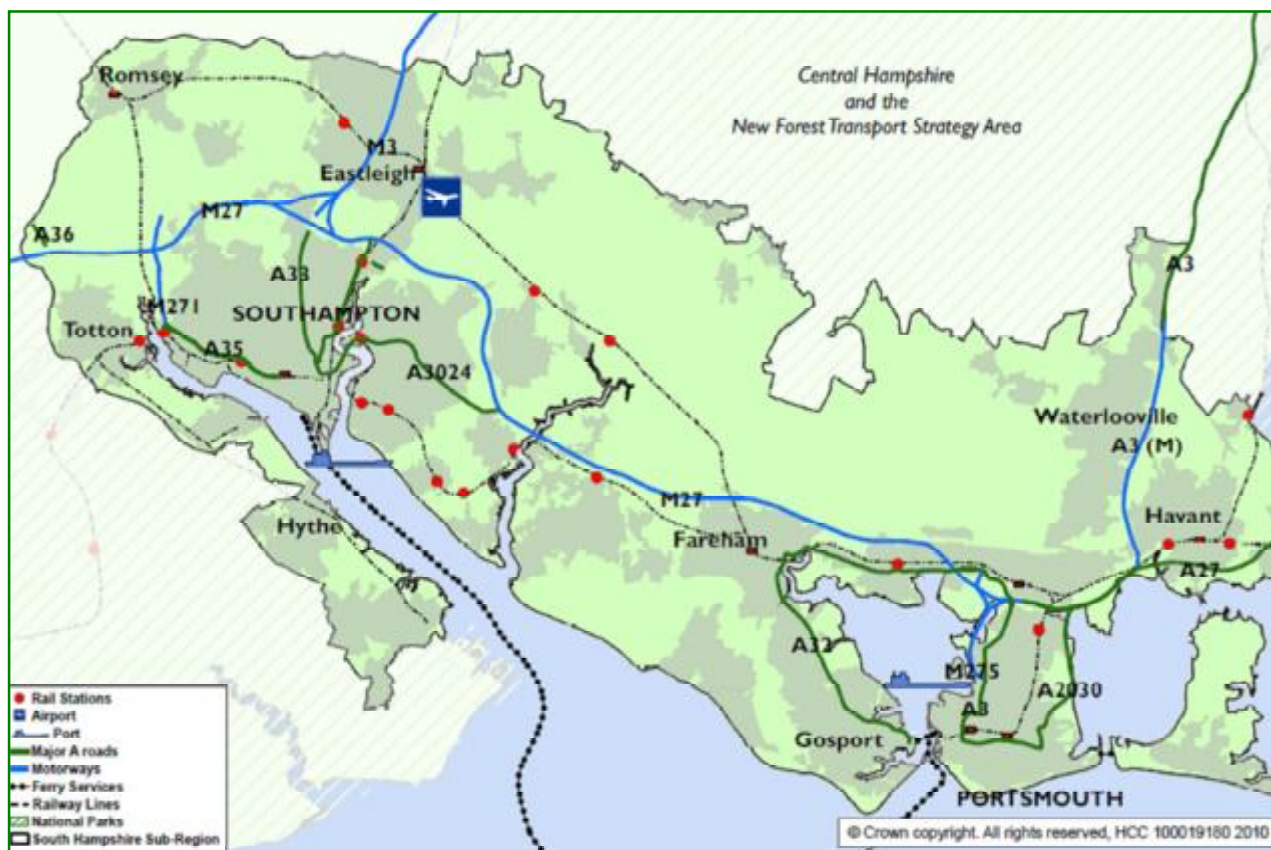 Romsey
Central Hampshire
and the
New Forest Transport Strategy Area
M3
Eastleigh
M27
A36
A33
A3
M271
SOUTHAMPTON
Totton
A35
A3024
Waterlooville
A3 (M)
M27
Havant
Hythe
Fareham
A27
A32
M275
A2030
A3
Gosport
PORTSMOUTH
Rail Stations
Airport
Port
Major A roads
Motorways
Ferry Services
Railway Lines
National Parks
South Hampshire Sub-Region
© Crown copyright. All rights reserved, HCC 100019180 2010